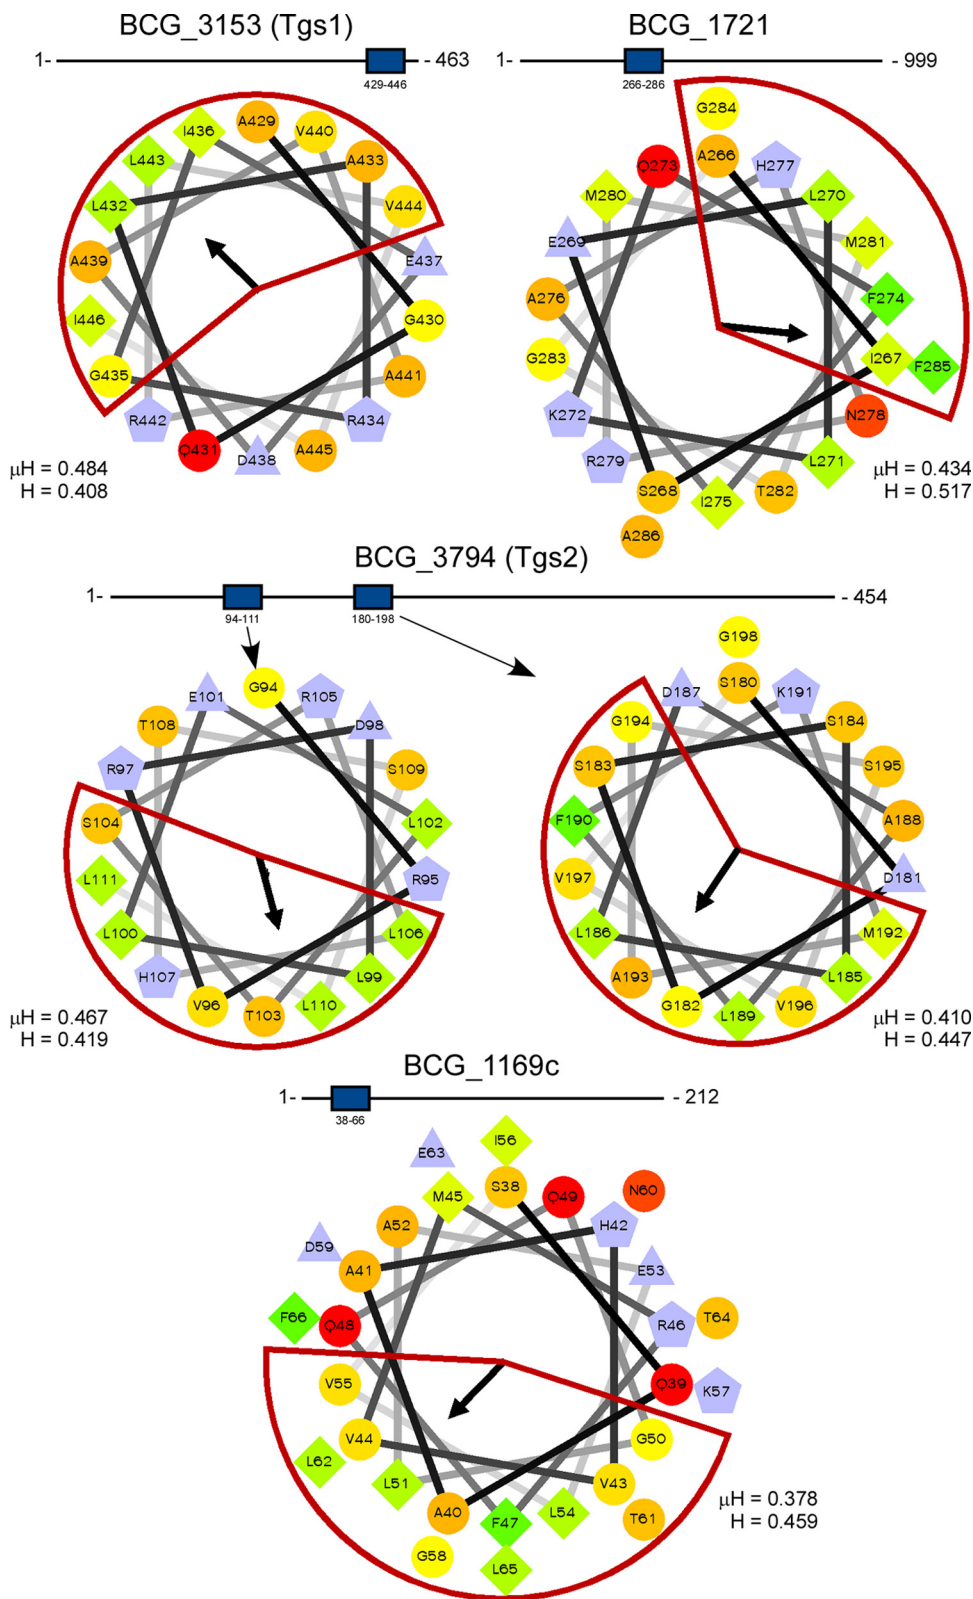 BCG_3153 (Tgs1)
1- - 463
429-446
A429
V440
I436
A433
L443
V444
L432
E437
A439
G430
I446
A441
G435
R434
R442
A445
Q431
D438
μH = 0.484
H = 0.408
BCG_1721
1- - 999
266-286
G284
A266
H277
Q273
L270
M280
M281
E269
F274
A276
I267
F285
G283
N278
K272
L271
R279
T282
S268
I275
A286
μH = 0.434
H = 0.517
BCG_3794 (Tgs2)
1- - 454
94-111 180-198
G94
R105
E101
D98
T108
S109
R97
L102
S104
R95
L111
L106
L100
L99
H107
L110
V96
T103
μH = 0.467
H = 0.419
G198
S180
K191
D187
S184
G194
S195
S183
A188
F190
D181
V197
M192
L186
L185
A193
V196
G182
L189
μH = 0.410
H = 0.447
BCG_1169c
1- - 212
38-66
I56
E63
S38
Q49
N60
M45
A52
H42
D59
A41
E53
F66
Q48
R46
T64
V55
Q39
K57
V44
G50
L62
L51
V43
A40
L54
T61
F47
G58
L65
μH = 0.378
H = 0.459